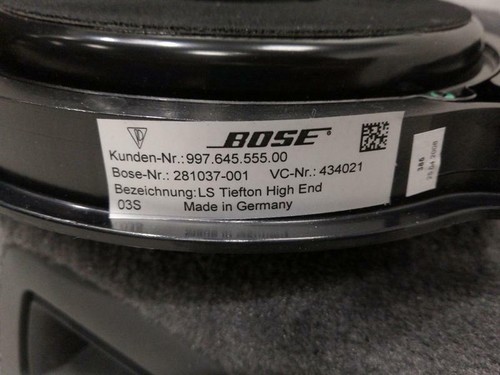 BOSE®
Kunden-Nr.:997.645.555.00
Bose-Nr.: 281037-001 VC-Nr.: 434021
Bezeichnung:LS Tiefton High End
03S Made in Germany
386